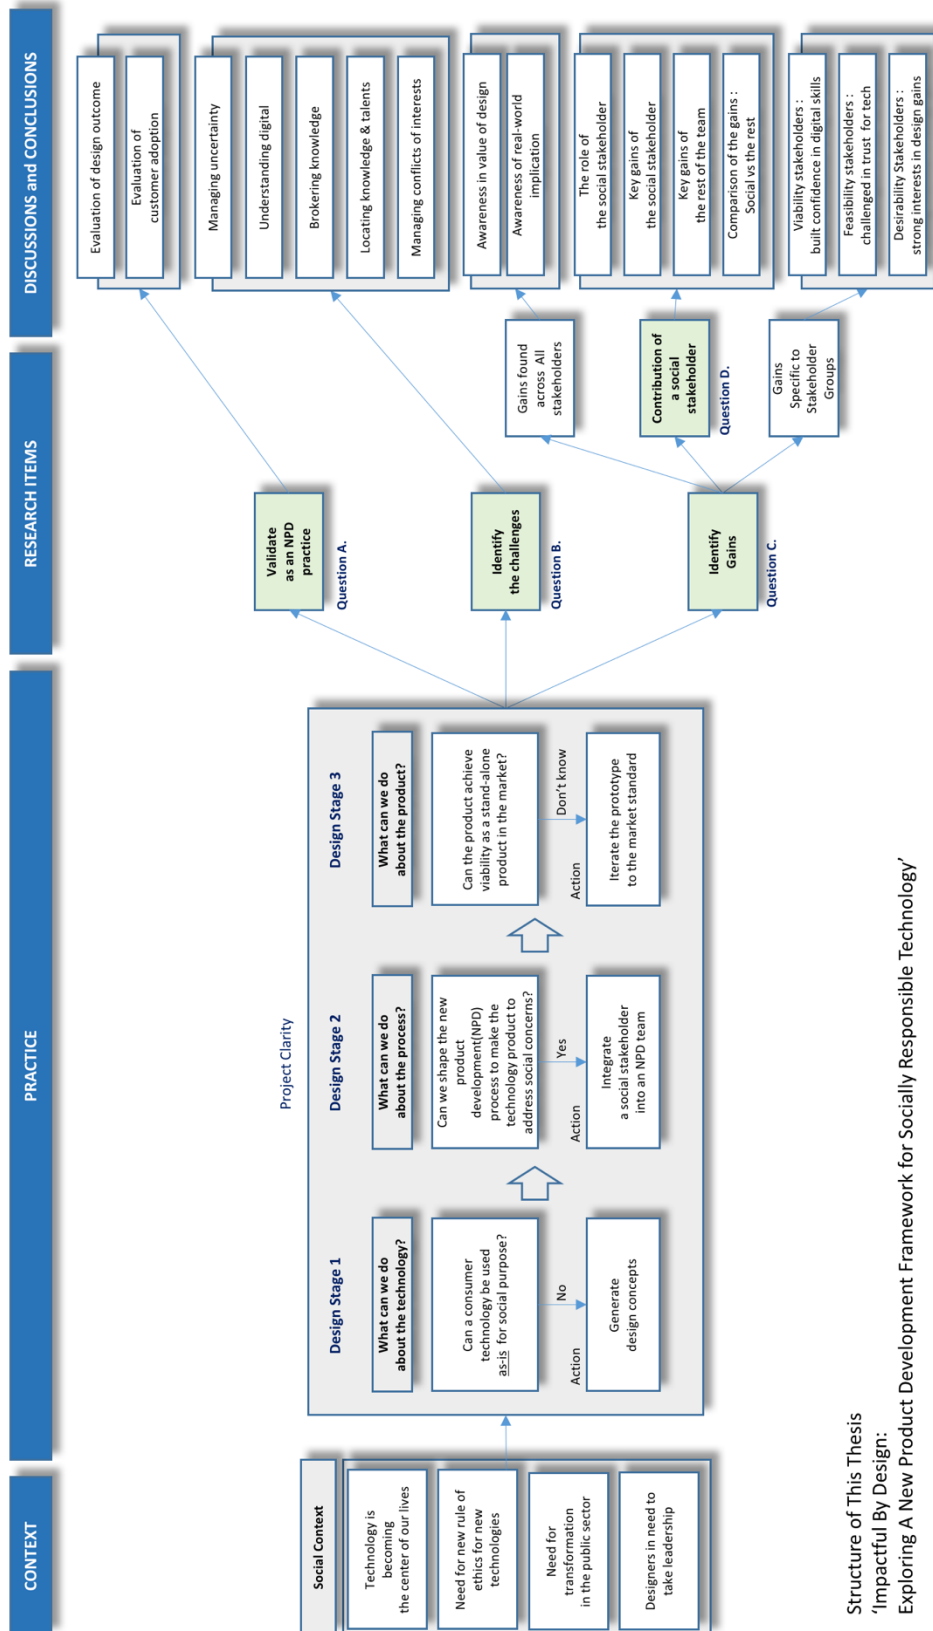 CONTEXT
PRACTICE
RESEARCH ITEMS
DISCUSSIONS and CONCLUSIONS
Social Context
Technology is
becoming
the center of our lives
Need for new rule of
ethics for new
technologies
Need for
transformation
in the public sector
Designers in need to
take leadership
Project Clarity
Design Stage 1
What can we do
about the technology?
Can a consumer
technology be used
as-is for social purpose?
Action
No
Generate
design concepts
Design Stage 2
What can we do
about the process?
Can we shape the new
product
development(NPD)
process to make the
technology product to
address social concerns?
Action
Yes
Integrate
a social stakeholder
into an NPD team
Design Stage 3
What can we do
about the product?
Can the product achieve
viability as a stand-alone
product in the market?
Action
Don't know
Iterate the prototype
to the market standard
Validate
as an NPD
practice
Question A.
Identify
the challenges
Question B.
Identify
Gains
Question C.
Gains found
across All
stakeholders
Contribution of
a social
stakeholder
Question D.
Gains
Specific to
Stakeholder
Groups
Evaluation of design outcome
Evaluation of
customer adoption
Managing uncertainty
Understanding digital
Brokering knowledge
Locating knowledge & talents
Managing conflicts of interests
Awareness in value of design
Awareness of real-world
implication
The role of
the social stakeholder
Key gains of
the social stakeholder
Key gains of
the rest of the team
Comparison of the gains :
Social vs the rest
Viability stakeholders :
built confidence in digital skills
Feasibility stakeholders :
challenged in trust for tech
Desirability Stakeholders :
strong interests in design gains
Structure of This Thesis
'Impactful By Design:
Exploring A New Product Development Framework for Socially Responsible Technology'